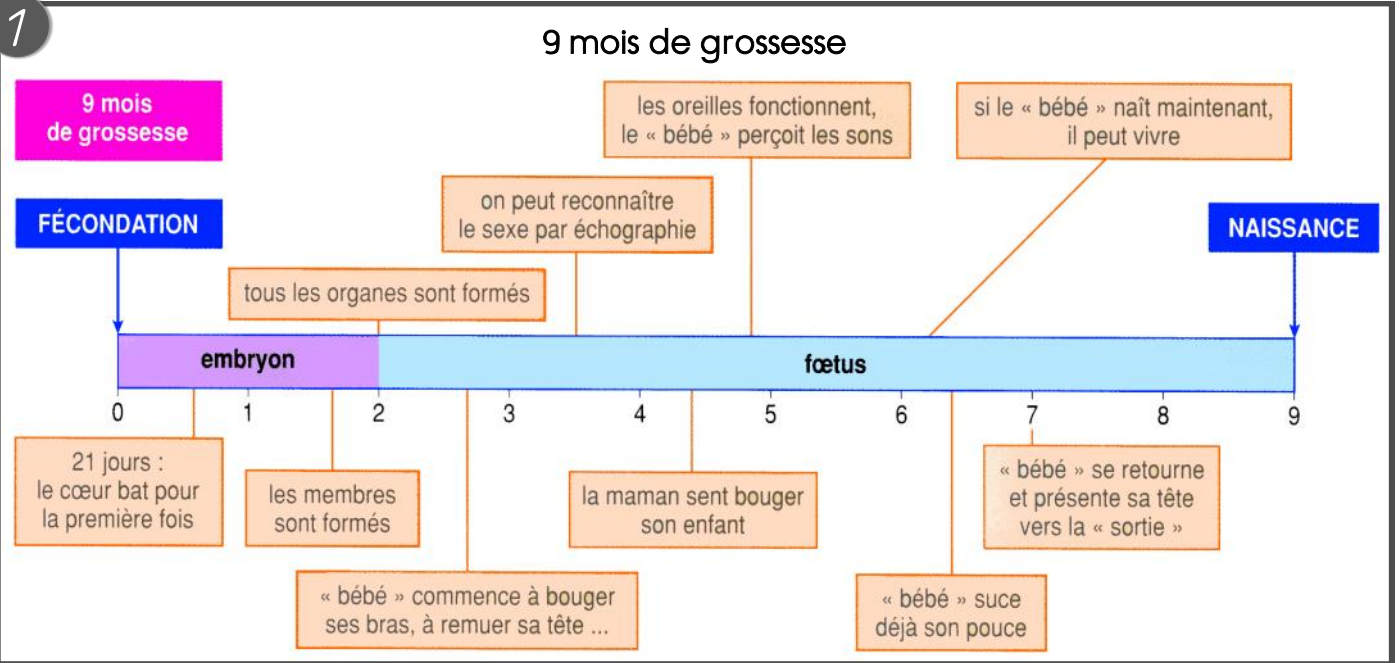 1
9 mois de grossesse
9 mois
de grossesse
les oreilles fonctionnent,
le « bébé » perçoit les sons
si le « bébé » naît maintenant,
il peut vivre
on peut reconnaître
le sexe par échographie
FÉCONDATION
NAISSANCE
tous les organes sont formés
embryon
fœtus
0 1 2 3 4 5 6 7 8 9
21 jours :
le cœur bat pour
la première fois
les membres
sont formés
la maman sent bouger
son enfant
« bébé » se retourne
et présente sa tête
vers la « sortie »
« bébé » commence à bouger
ses bras, à remuer sa tête ...
« bébé » suce
déjà son pouce